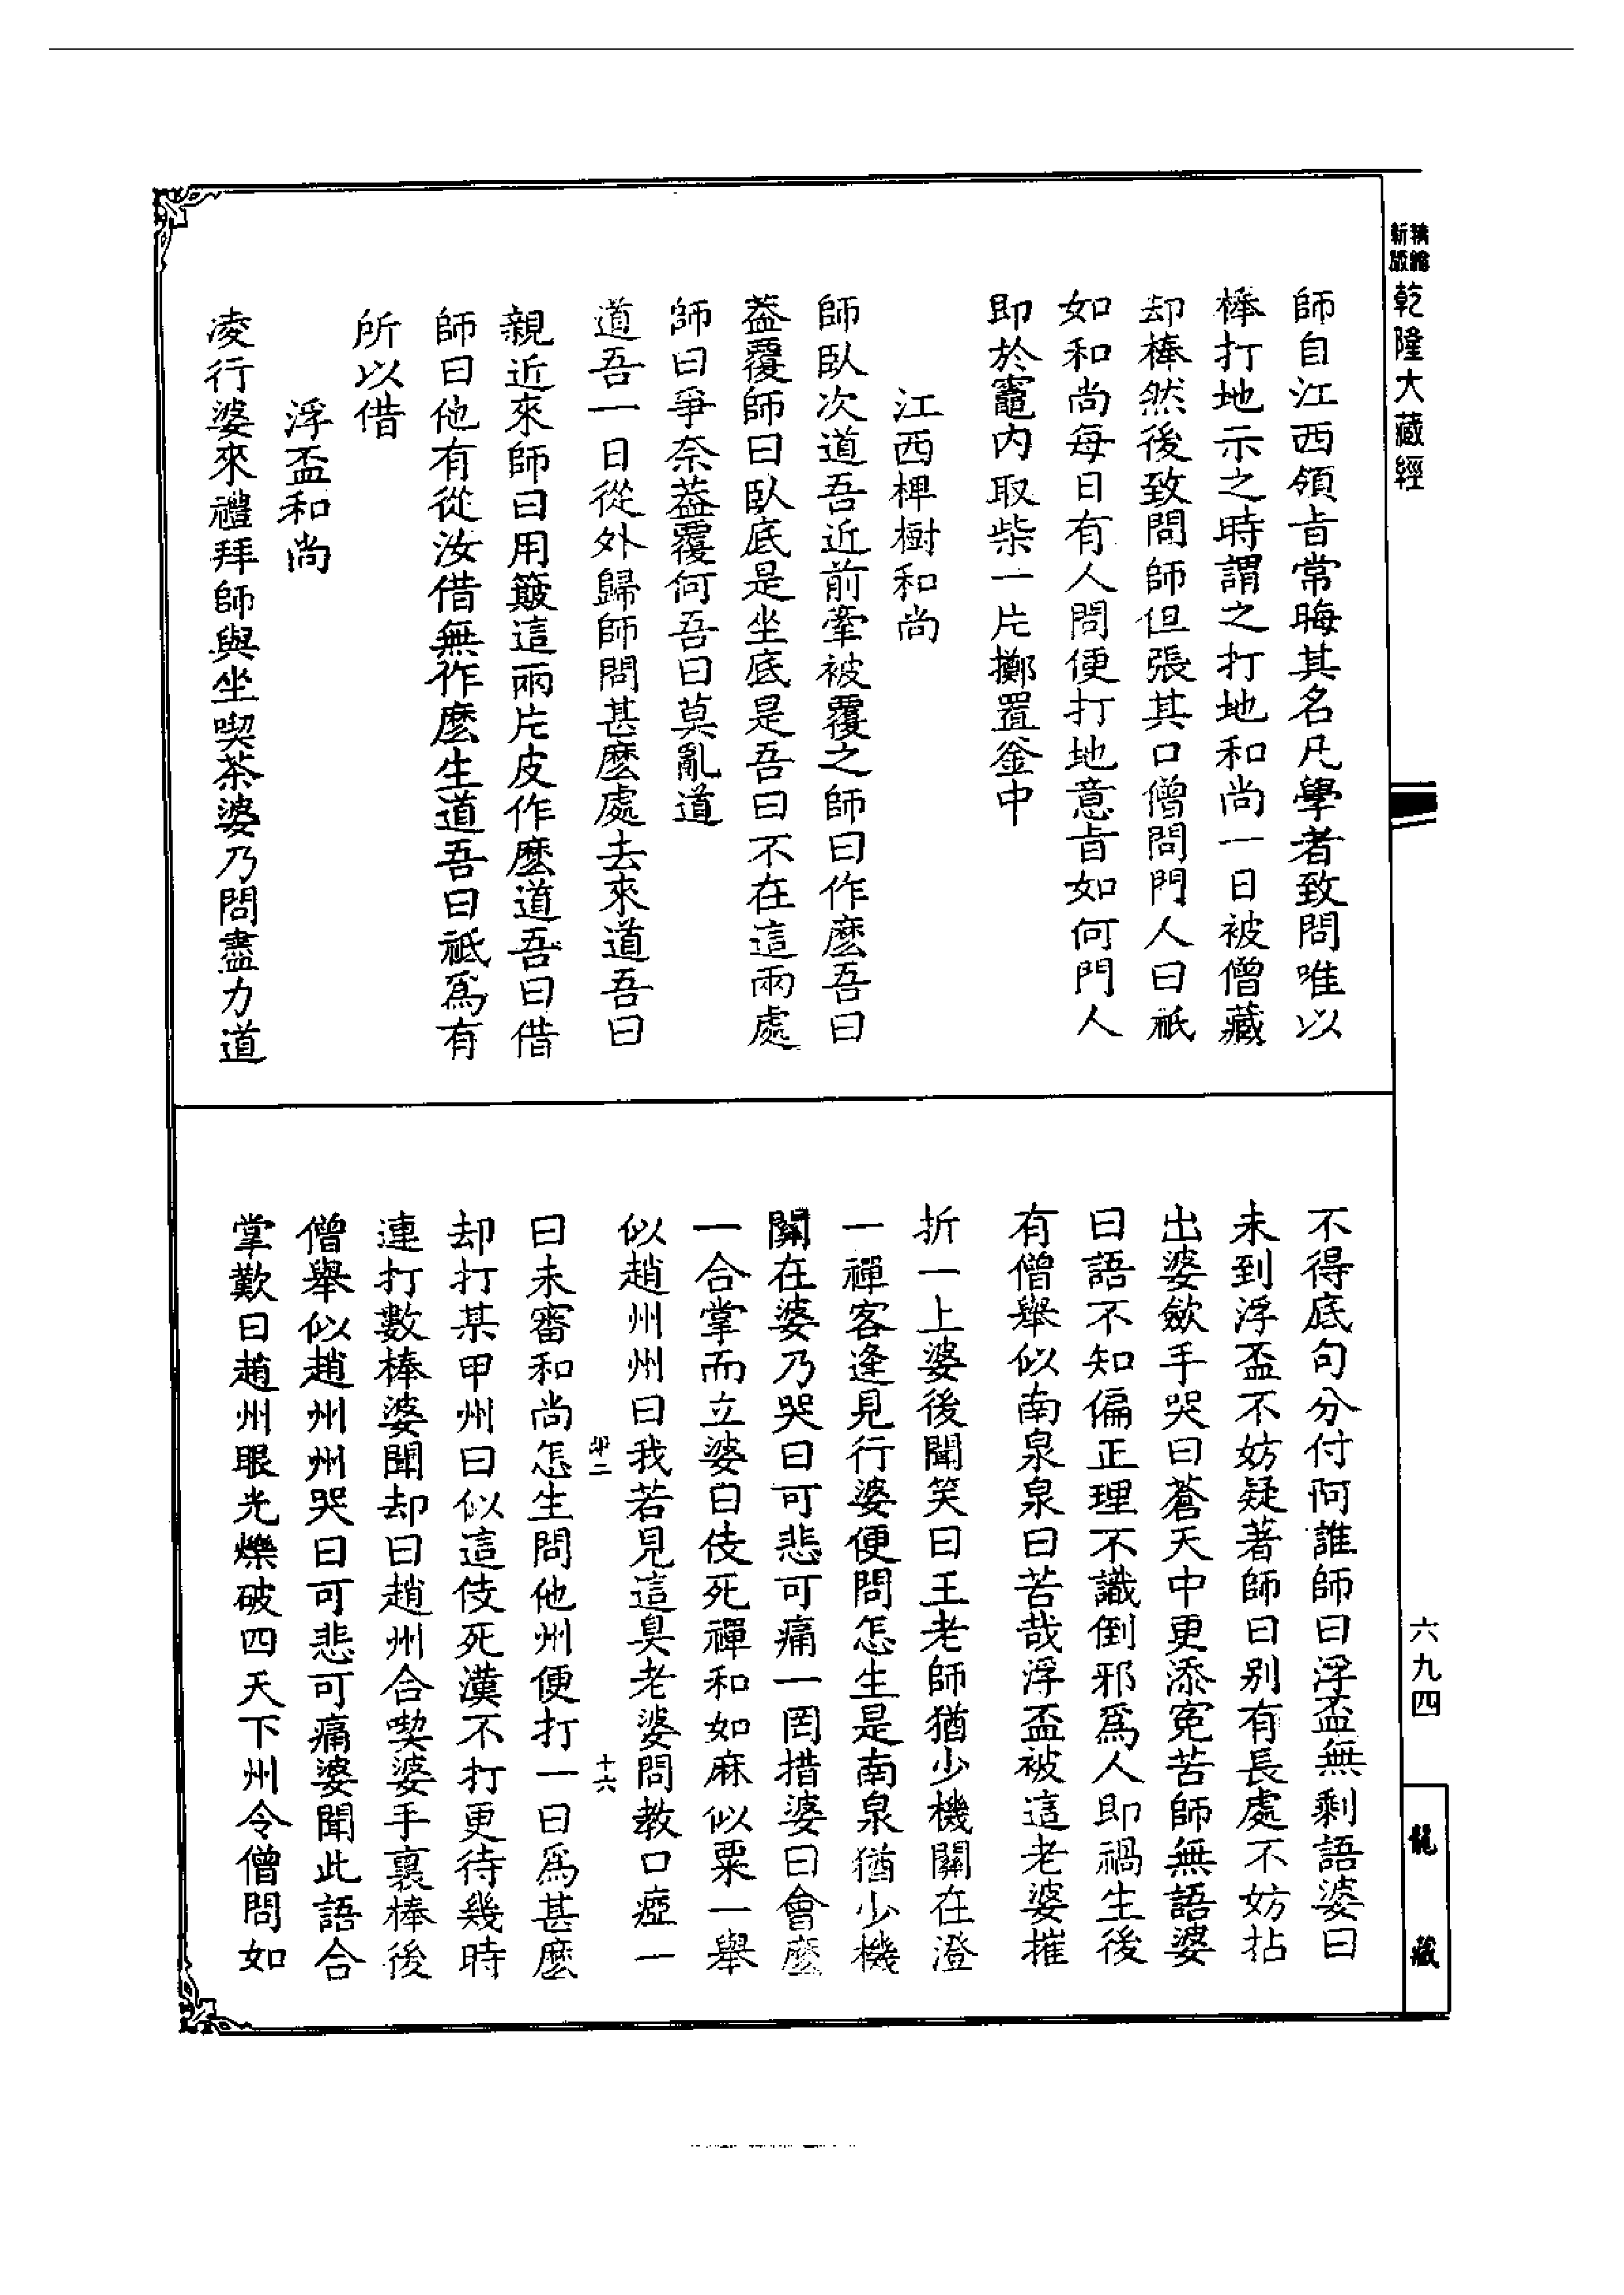 精縮
新版
乾隆大藏經
師自江西領旨常晦其名凡學者致問唯以
棒打地示之時謂之打地和尚一日被僧藏
却棒然後致問師但張其口僧問門人曰祇
如和尚每日有人問便打地意旨如何門人
即於竈內取柴一片擲置釜中
江西椑樹和尚
師臥次道吾近前牽被覆之師曰作麽吾曰
葢覆師曰臥底是坐底是吾曰不在這兩處
師曰爭奈葢覆何吾曰莫亂道
道吾一日從外歸師問甚麽處去來道吾曰
親近來師曰用簸這兩片皮作麽道吾曰借
師曰他有從汝借無作麽生道吾曰祇爲有
所以借
浮盃和尚
凌行婆來禮拜師與坐喫茶婆乃問盡力道
不得底句分付阿誰師曰浮盃無剩語婆曰
未到浮盃不妨疑著師曰別有長處不妨拈
出婆斂手哭曰蒼天中更添冤苦師無語婆
曰語不知偏正理不識倒邪爲人即禍生後
有僧舉似南泉泉曰苦哉浮盃被這老婆摧
折一上婆後聞笑曰王老師猶少機關在澄
一禪客逢見行婆便問怎生是南泉猶少機
關在婆乃哭曰可悲可痛一罔措婆曰會麽
一合掌而立婆曰伎死禪和如麻似粟一舉
似趙州州曰我若見這臭老婆問教口瘂一
十六
曰未審和尚怎生問他州便打一曰爲甚麽
却打某甲州曰似這伎死漢不打更待幾時
連打數棒婆聞却曰趙州合喫婆手裏棒後
僧舉似趙州州哭曰可悲可痛婆聞此語合
掌歎曰趙州眼光爍破四天下州令僧問如
六九四
龍藏